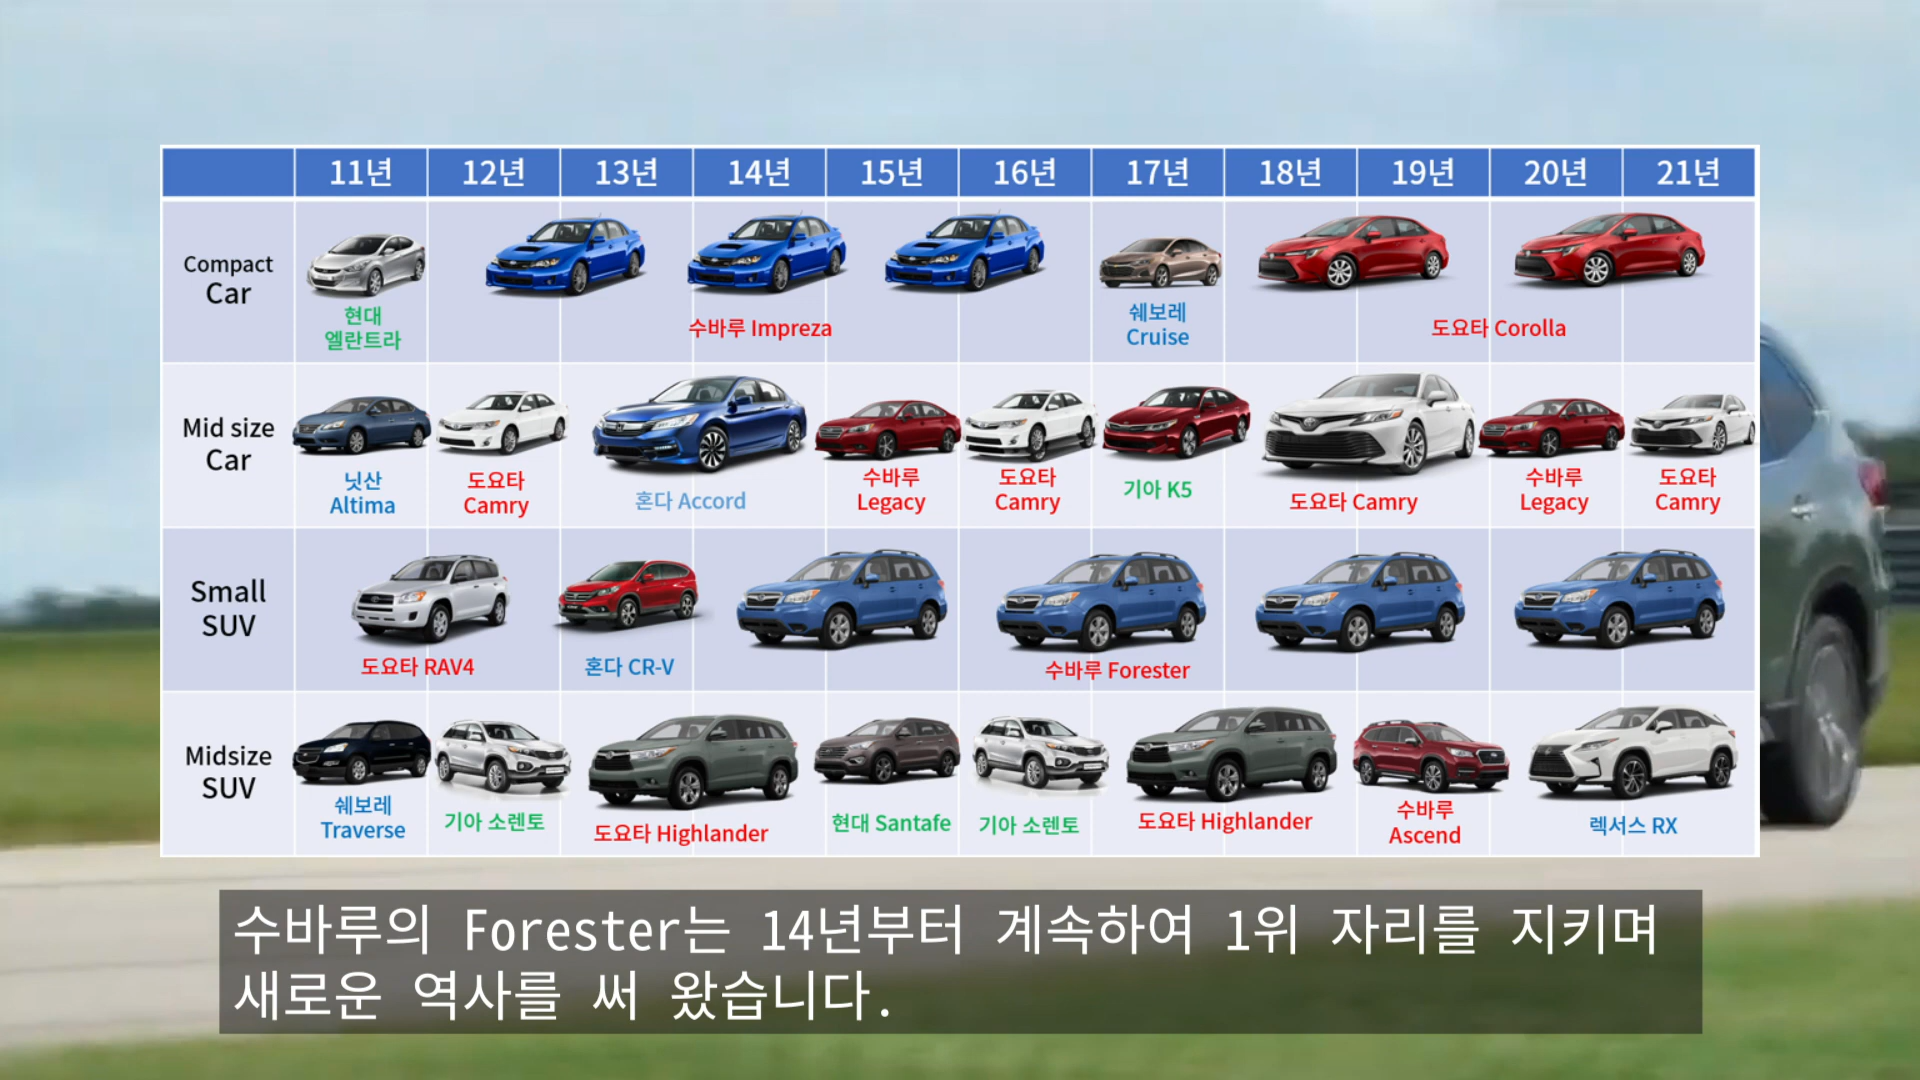 11년 12년 13년 14년 15년 16년 17년 18년 19년 20년 21년
Compact
Car
현대
엘란트라
수바루 Impreza
쉐보레
Cruise
도요타 Corolla
Mid size
Car
닛산
Altima
도요타
Camry
혼다 Accord
수바루
Legacy
도요타
Camry
기아 K5
도요타 Camry
수바루
Legacy
도요타
Camry
Small
SUV
도요타 RAV4
혼다 CR-V
수바루 Forester
Midsize
SUV
쉐보레
Traverse
기아 소렌토
도요타 Highlander
현대 Santafe
기아 소렌토
도요타 Highlander
수바루
Ascend
렉서스 RX
수바루의 Forester는 14년부터 계속하여 1위 자리를 지키며
새로운 역사를 써 왔습니다.